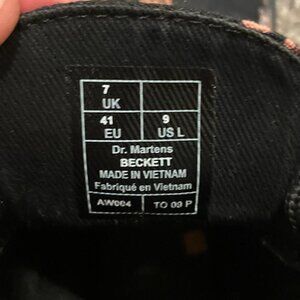 7
UK
41 9
EU US L
Dr. Martens
BECKETT
MADE IN VIETNAM
Fabriqué en Vietnam
AW004 TO 09 P